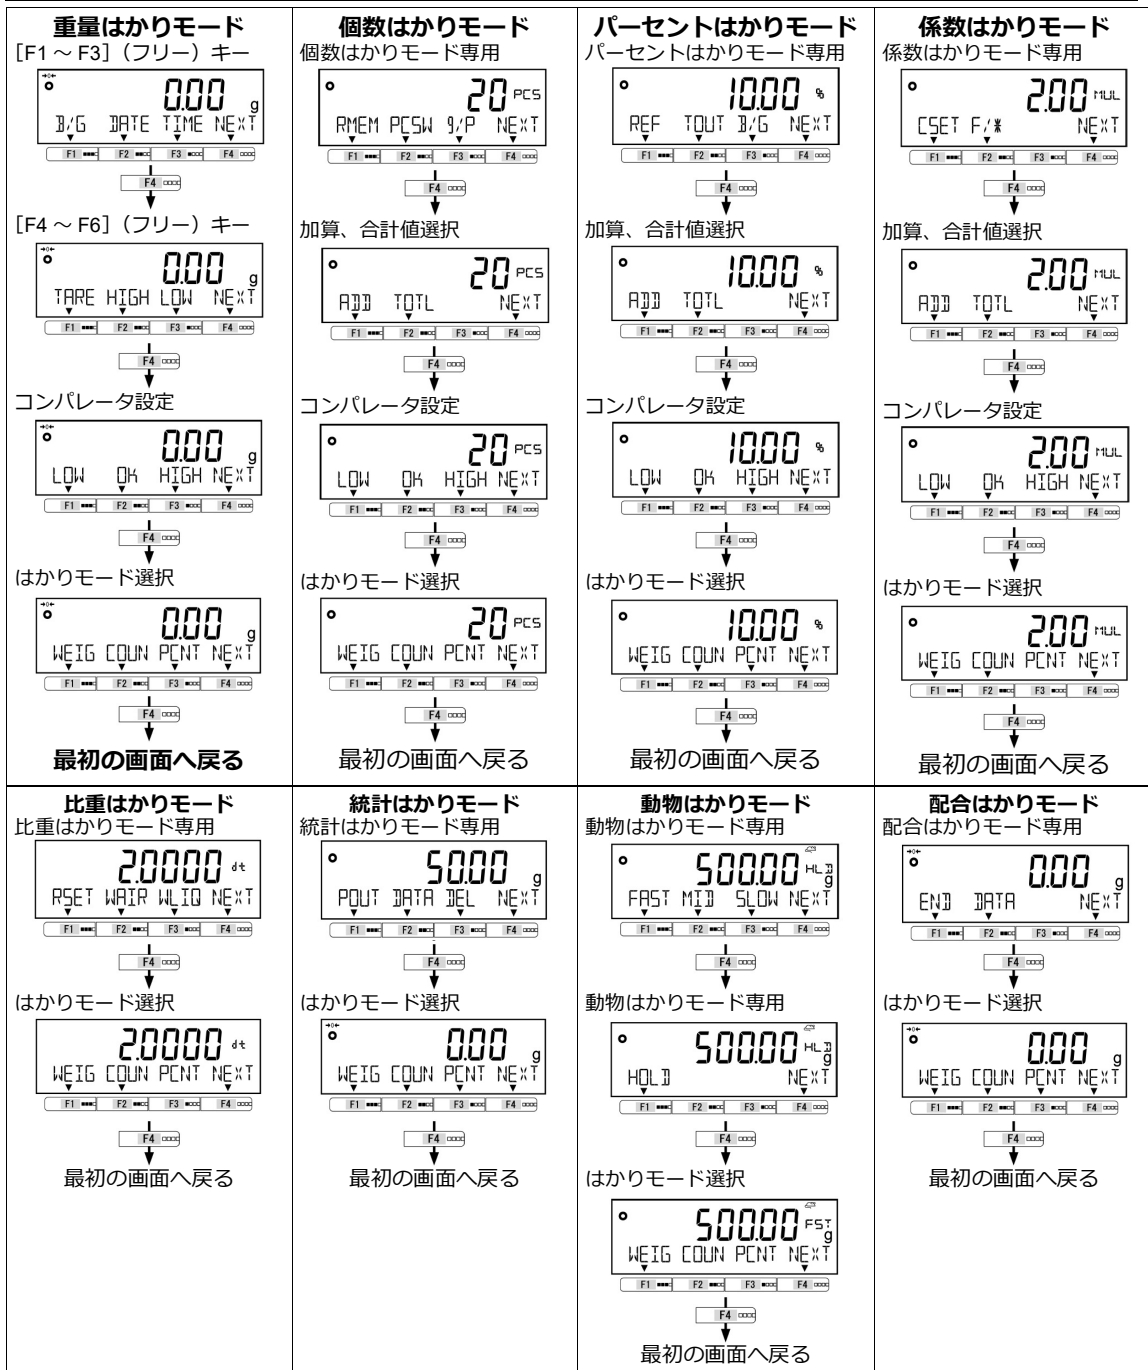 重量はかりモード
[F1 ~ F3](フリー)キー
0.00 g
B/G DATE TIME NEXT
F1 F2 F3 F4
F4
[F4 ~ F6](フリー)キー
0.00 g
TARE HIGH LOW NEXT
F1 F2 F3 F4
F4
コンパレータ設定
0.00 g
LOW OK HIGH NEXT
F1 F2 F3 F4
F4
はかりモード選択
0.00 g
WEIG COUN PCNT NEXT
F1 F2 F3 F4
F4
最初の画面へ戻る
個数はかりモード
個数はかりモード専用
20 PCS
RMEM PCSW g/P NEXT
F1 F2 F3 F4
F4
加算、合計値選択
20 PCS
ADD TOTL NEXT
F1 F2 F3 F4
F4
コンパレータ設定
20 PCS
LOW OK HIGH NEXT
F1 F2 F3 F4
F4
はかりモード選択
20 PCS
WEIG COUN PCNT NEXT
F1 F2 F3 F4
F4
最初の画面へ戻る
パーセントはかりモード
パーセントはかりモード専用
10.00 %
REF TOUT B/G NEXT
F1 F2 F3 F4
F4
加算、合計値選択
10.00 %
ADD TOTL NEXT
F1 F2 F3 F4
F4
コンパレータ設定
10.00 %
LOW OK HIGH NEXT
F1 F2 F3 F4
F4
はかりモード選択
10.00 %
WEIG COUN PCNT NEXT
F1 F2 F3 F4
F4
最初の画面へ戻る
係数はかりモード
係数はかりモード専用
2.00 MUL
CSET F/* NEXT
F1 F2 F3 F4
F4
加算、合計値選択
2.00 MUL
ADD TOTL NEXT
F1 F2 F3 F4
F4
コンパレータ設定
2.00 MUL
LOW OK HIGH NEXT
F1 F2 F3 F4
F4
はかりモード選択
2.00 MUL
WEIG COUN PCNT NEXT
F1 F2 F3 F4
F4
最初の画面へ戻る
比重はかりモード
比重はかりモード専用
2.0000 dt
RSET WAIR WLIQ NEXT
F1 F2 F3 F4
F4
はかりモード選択
2.0000 dt
WEIG COUN PCNT NEXT
F1 F2 F3 F4
F4
最初の画面へ戻る
統計はかりモード
統計はかりモード専用
50.00 g
POUT DATA DEL NEXT
F1 F2 F3 F4
F4
はかりモード選択
0.00 g
WEIG COUN PCNT NEXT
F1 F2 F3 F4
F4
最初の画面へ戻る
動物はかりモード
動物はかりモード専用
500.00 HLA g
FAST MID SLOW NEXT
F1 F2 F3 F4
F4
動物はかりモード専用
500.00 HLA g
HOLD NEXT
F1 F2 F3 F4
F4
はかりモード選択
500.00 FST g
WEIG COUN PCNT NEXT
F1 F2 F3 F4
F4
最初の画面へ戻る
配合はかりモード
配合はかりモード専用
0.00 g
END DATA NEXT
F1 F2 F3 F4
F4
はかりモード選択
0.00 g
WEIG COUN PCNT NEXT
F1 F2 F3 F4
F4
最初の画面へ戻る